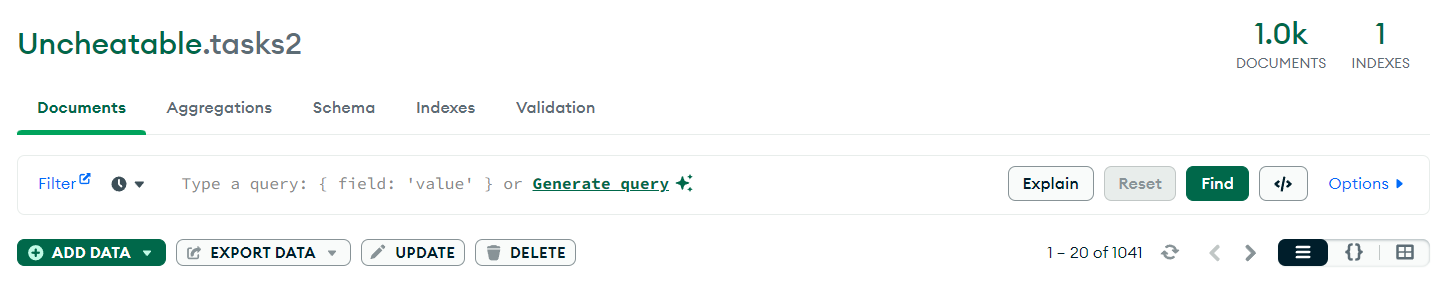 Uncheatable.tasks2
1.0k
DOCUMENTS
1
INDEXES
Documents
Aggregations
Schema
Indexes
Validation
Filter
Type a query: { field: 'value' } or Generate query
Explain
Reset
Find
</>
Options
ADD DATA
EXPORT DATA
UPDATE
DELETE
1 – 20 of 1041
{}